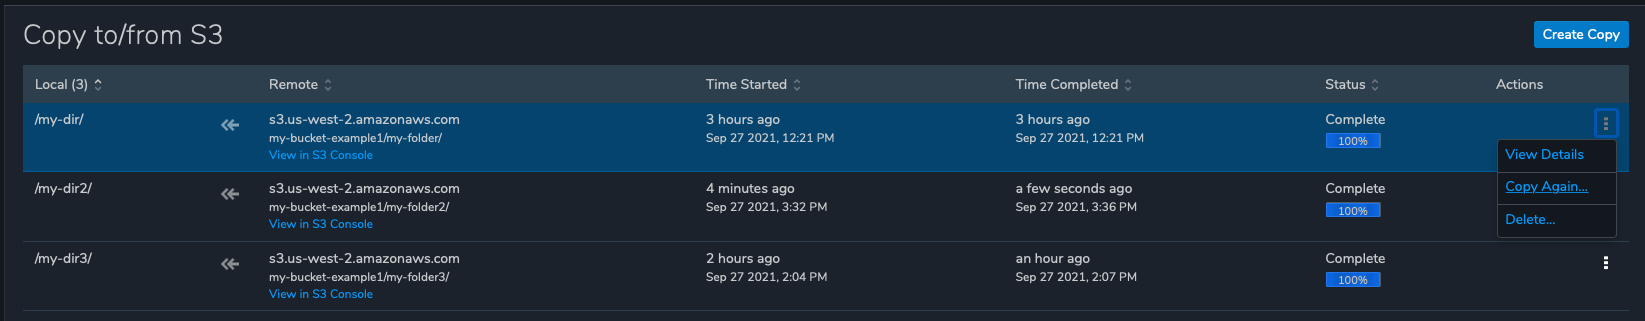 Copy to/from S3
Create Copy
Local (3) Remote Time Started Time Completed Status Actions
/my-dir/ s3.us-west-2.amazonaws.com 3 hours ago 3 hours ago Complete
my-bucket-example1/my-folder/ Sep 27 2021, 12:21 PM Sep 27 2021, 12:21 PM 100%
View in S3 Console View Details
/my-dir2/ s3.us-west-2.amazonaws.com 4 minutes ago a few seconds ago Complete Copy Again...
my-bucket-example1/my-folder2/ Sep 27 2021, 3:32 PM Sep 27 2021, 3:36 PM 100%
View in S3 Console Delete...
/my-dir3/ s3.us-west-2.amazonaws.com 2 hours ago an hour ago Complete
my-bucket-example1/my-folder3/ Sep 27 2021, 2:04 PM Sep 27 2021, 2:07 PM 100%
View in S3 Console